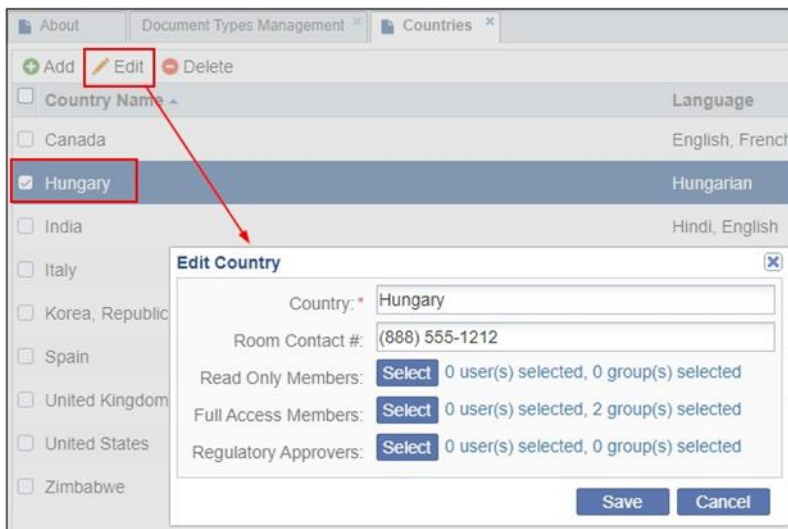 About Document Types Management Countries
Add Edit Delete
Country Name Language
Canada English, French
Hungary Hungarian
India Hindi, English
Italy
Korea, Republic
Spain
United Kingdom
United States
Zimbabwe
Edit Country
Country:* Hungary
Room Contact #: (888) 555-1212
Read Only Members: Select 0 user(s) selected, 0 group(s) selected
Full Access Members: Select 0 user(s) selected, 2 group(s) selected
Regulatory Approvers: Select 0 user(s) selected, 0 group(s) selected
Save Cancel